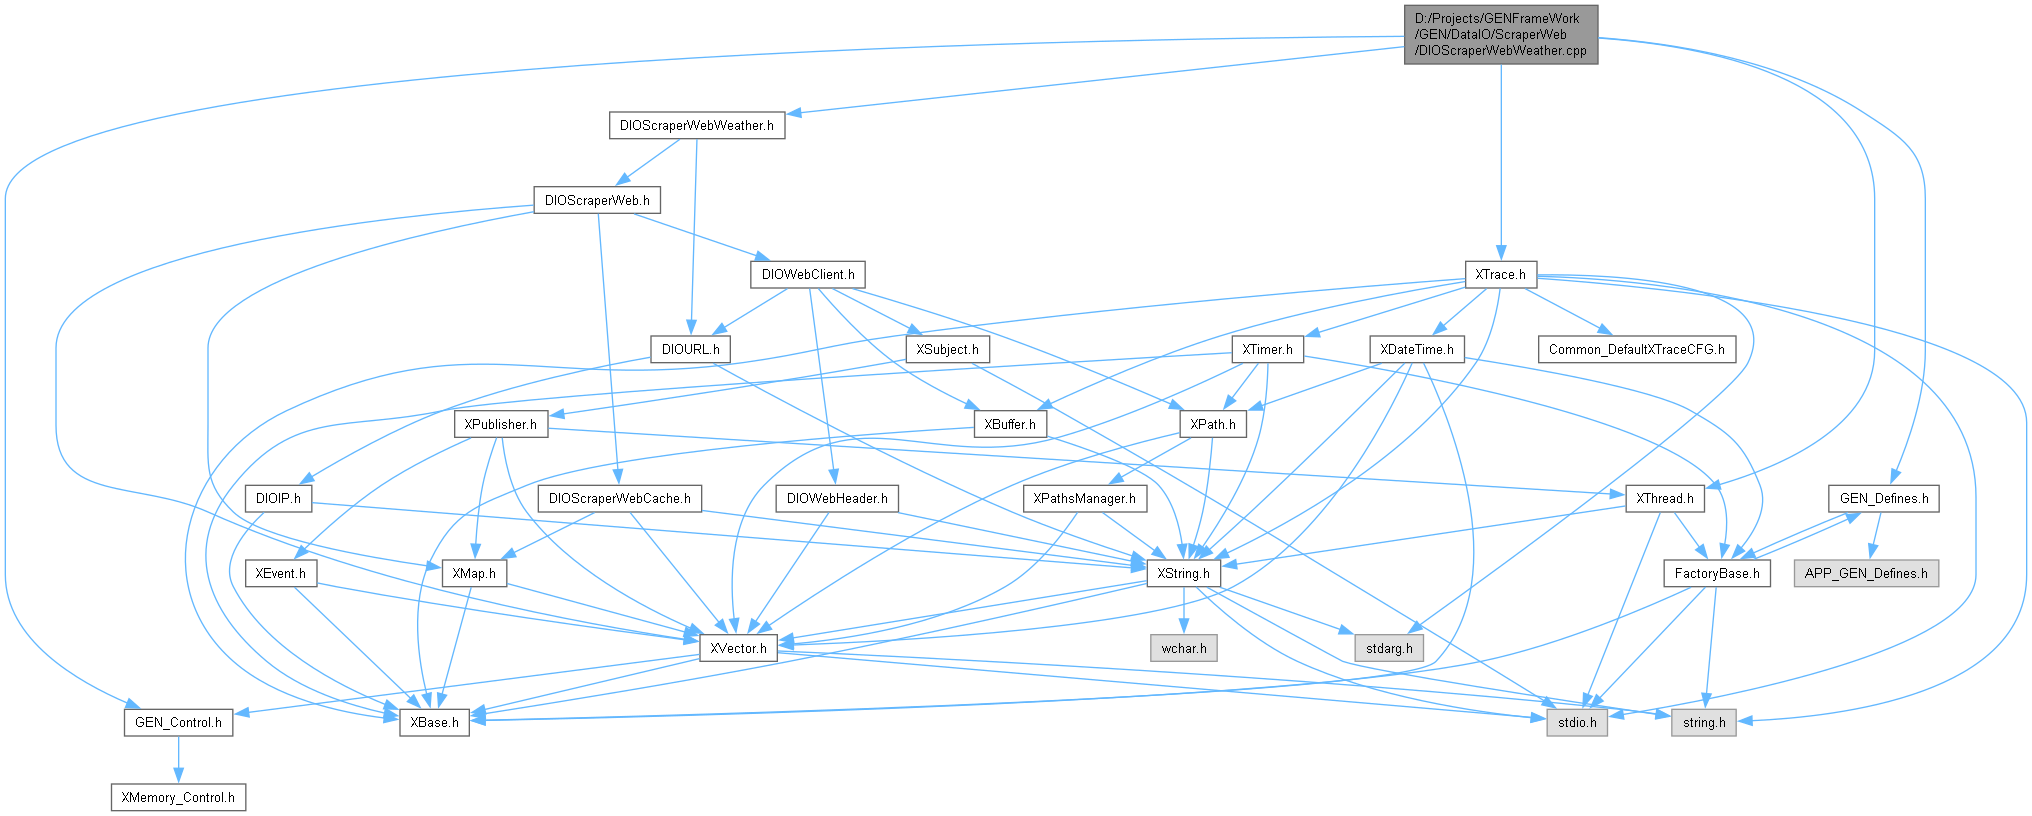 D:/Projects/GENFrameWork
/GEN/DataIO/ScraperWeb
/DIOScraperWebWeather.cpp
DIOScraperWebWeather.h
DIOScraperWeb.h
DIOWebClient.h
XTrace.h
DIOURL.h
XSubject.h
XTimer.h
XDateTime.h
Common_DefaultXTraceCFG.h
XPublisher.h
XBuffer.h
XPath.h
DIOIP.h
DIOScraperWebCache.h
DIOWebHeader.h
XPathsManager.h
XThread.h
GEN_Defines.h
XEvent.h
XMap.h
XString.h
FactoryBase.h
APP_GEN_Defines.h
XVector.h
wchar.h
stdarg.h
GEN_Control.h
XBase.h
stdio.h
string.h
XMemory_Control.h